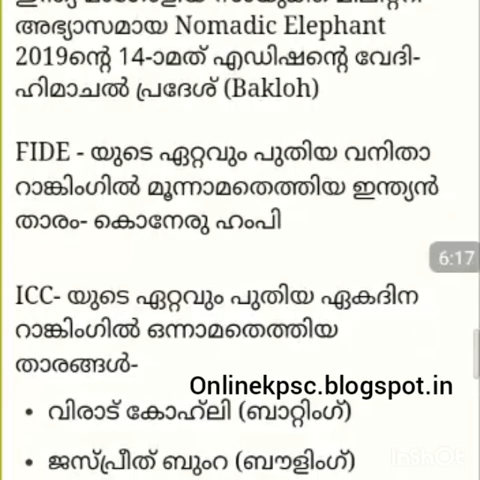 അഭ്യാസമായ Nomadic Elephant
2019ന്റെ 14-ാമത് എഡിഷന്റെ വേദി-
ഹിമാചൽ പ്രദേശ് (Bakloh)
FIDE - യുടെ ഏറ്റവും പുതിയ വനിതാ
റാങ്കിംഗിൽ മൂന്നാമതെത്തിയ ഇന്ത്യൻ
താരം- കൊനേരു ഹംപി
6:17
ICC- യുടെ ഏറ്റവും പുതിയ ഏകദിന
റാങ്കിംഗിൽ ഒന്നാമതെത്തിയ
താരങ്ങൾ-
Onlinekpsc.blogspot.in
• വിരാട് കോഹ്‌ലി (ബാറ്റിംഗ്)
• ജസ്പ്രീത് ബുംറ (ബൗളിംഗ്)